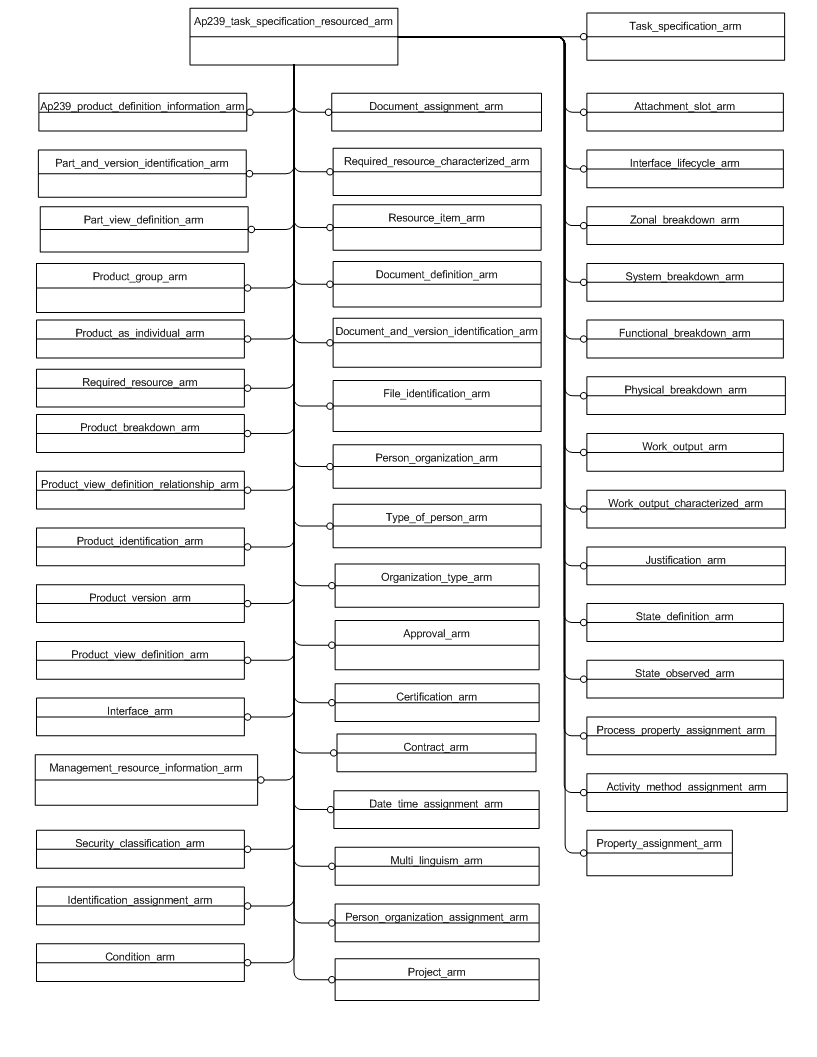 Ap239_task_specification_resourced_arm
Task_specification_arm
Ap239_product_definition_information_arm
Document_assignment_arm
Attachment_slot_arm
Part_and_version_identification_arm
Required_resource_characterized_arm
Interface_lifecycle_arm
Part_view_definition_arm
Resource_item_arm
Zonal_breakdown_arm
Product_group_arm
Document_definition_arm
System_breakdown_arm
Product_as_individual_arm
Document_and_version_identification_arm
Functional_breakdown_arm
Required_resource_arm
File_identification_arm
Physical_breakdown_arm
Product_breakdown_arm
Person_organization_arm
Work_output_arm
Product_view_definition_relationship_arm
Type_of_person_arm
Work_output_characterized_arm
Product_identification_arm
Organization_type_arm
Justification_arm
Product_version_arm
Approval_arm
State_definition_arm
Product_view_definition_arm
Certification_arm
State_observed_arm
Interface_arm
Contract_arm
Process_property_assignment_arm
Management_resource_information_arm
Date_time_assignment_arm
Activity_method_assignment_arm
Security_classification_arm
Multi_linguism_arm
Property_assignment_arm
Identification_assignment_arm
Person_organization_assignment_arm
Condition_arm
Project_arm